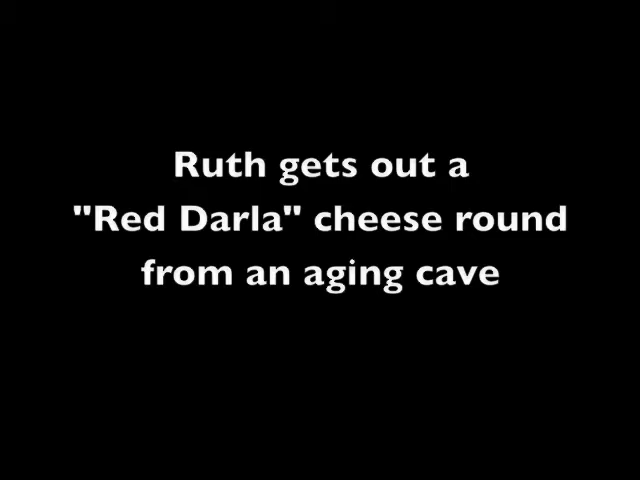 Ruth gets out a
"Red Darla" cheese round
from an aging cave